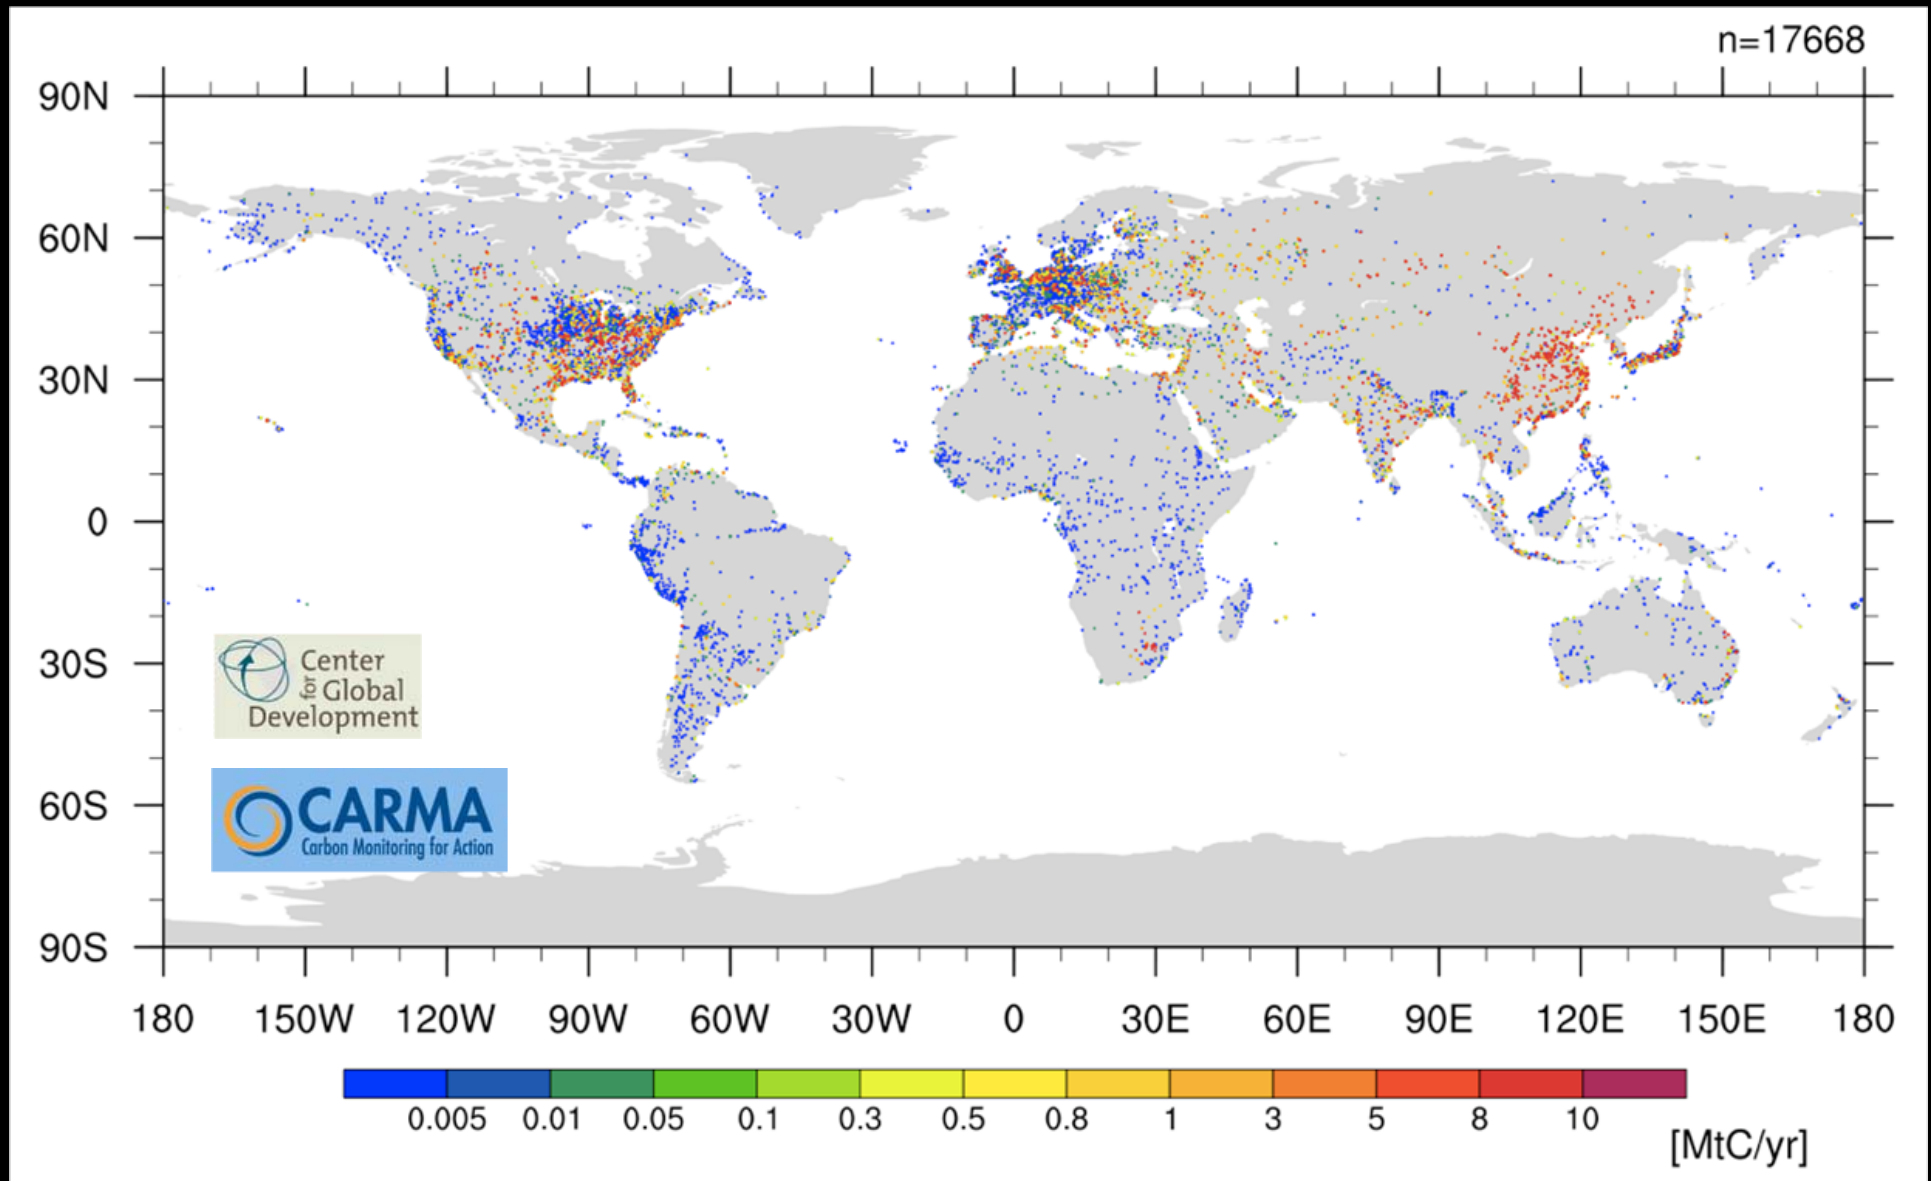 n=17668
90N
60N
30N
0
30S
60S
90S
Center
for Global
Development
CARMA
Carbon Monitoring for Action
180 150W 120W 90W 60W 30W 0 30E 60E 90E 120E 150E 180
0.005 0.01 0.05 0.1 0.3 0.5 0.8 1 3 5 8 10
[MtC/yr]